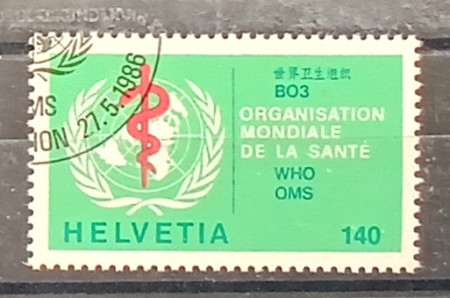 世界卫生组织
ВОЗ
ORGANISATION
MONDIALE
DE LA SANTÉ
WHO
OMS
HELVETIA
140
OMS
27.5.1986